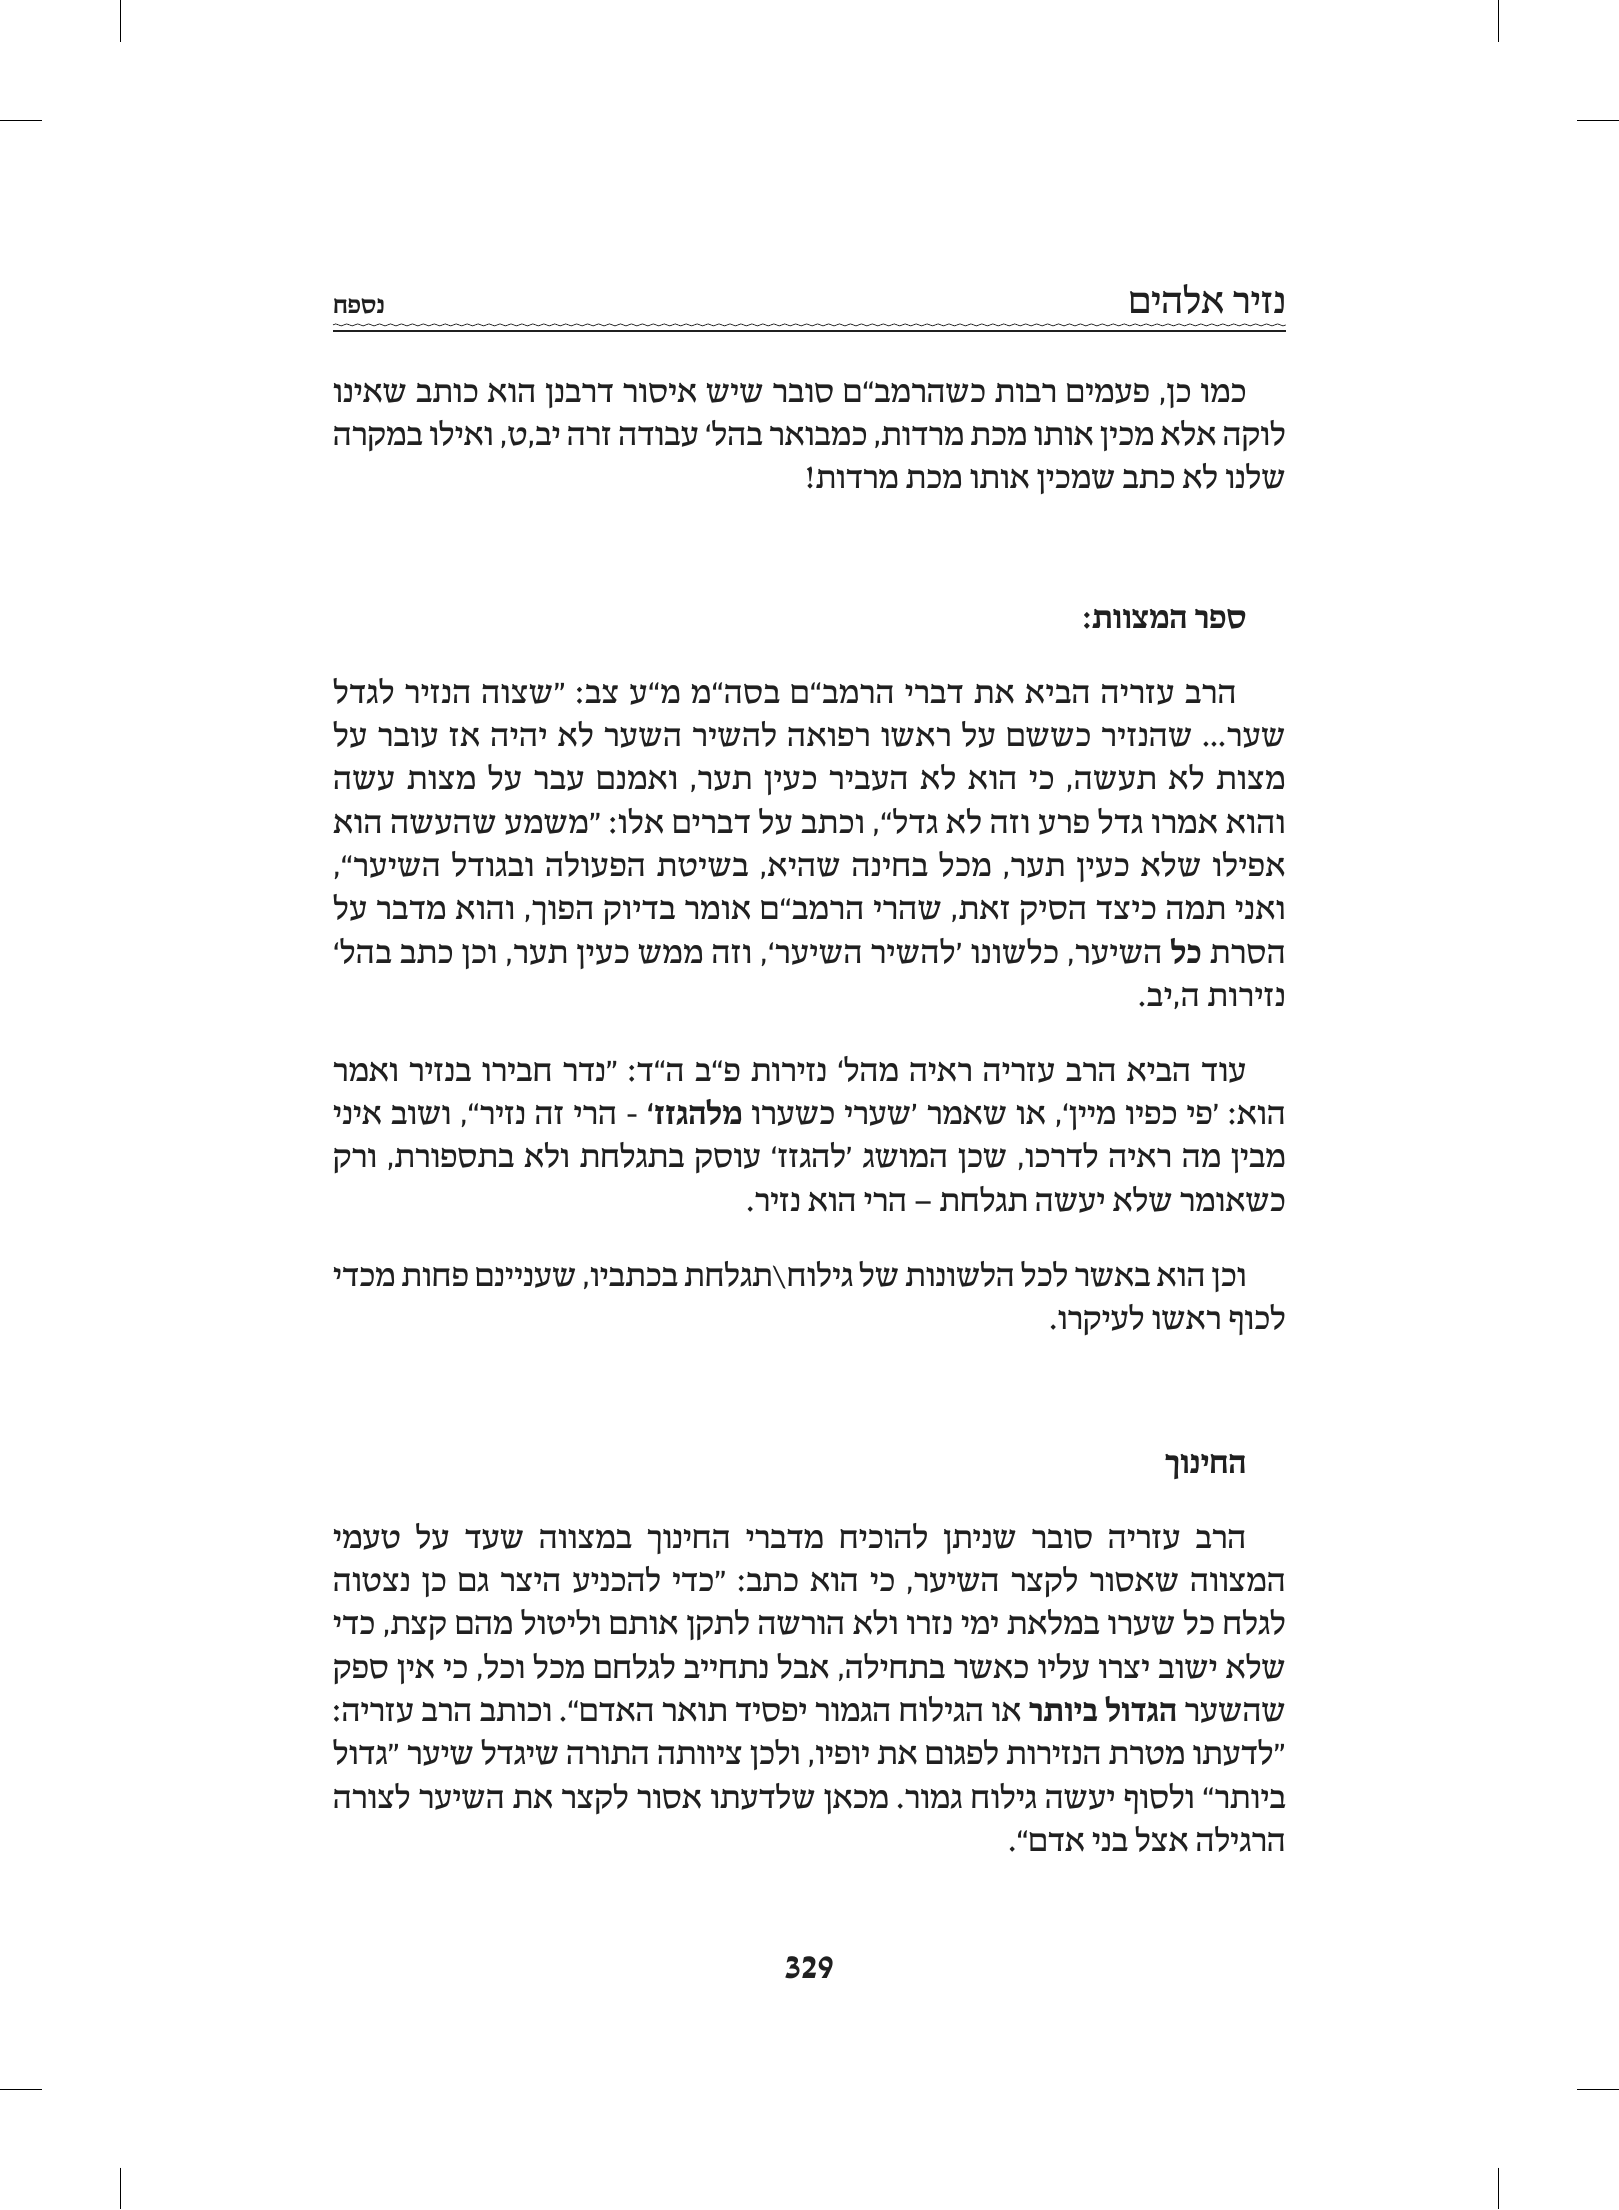 נזיר אלהים
נספח
כמו כן, פעמים רבות כשהרמב“ם סובר שיש איסור דרבנן הוא כותב שאינו
לוקה אלא מכין אותו מכת מרדות, כמבואר בהל‘ עבודה זרה יב,ט, ואילו במקרה
שלנו לא כתב שמכין אותו מכת מרדות!
ספר המצוות:
הרב עזריה הביא את דברי הרמב“ם בסה“מ מ“ע צב: ”שצוה הנזיר לגדל
שער... שהנזיר כששם על ראשו רפואה להשיר השער לא יהיה אז עובר על
מצות לא תעשה, כי הוא לא העביר כעין תער, ואמנם עבר על מצות עשה
והוא אמרו גדל פרע וזה לא גדל“, וכתב על דברים אלו: ”משמע שהעשה הוא
אפילו שלא כעין תער, מכל בחינה שהיא, בשיטת הפעולה ובגודל השיער“,
ואני תמה כיצד הסיק זאת, שהרי הרמב“ם אומר בדיוק הפוך, והוא מדבר על
הסרת כל השיער, כלשונו ’להשיר השיער‘, וזה ממש כעין תער, וכן כתב בהל‘
נזירות ה,יב.
עוד הביא הרב עזריה ראיה מהל‘ נזירות פ“ב ה“ד: ”נדר חבירו בנזיר ואמר
הוא: ’פי כפיו מיין‘, או שאמר ’שערי כשערו מלהגזז‘ - הרי זה נזיר“, ושוב איני
מבין מה ראיה לדרכו, שכן המושג ’להגזז‘ עוסק בתגלחת ולא בתספורת, ורק
כשאומר שלא יעשה תגלחת – הרי הוא נזיר.
וכן הוא באשר לכל הלשונות של גילוח\תגלחת בכתביו, שעניינם פחות מכדי
לכוף ראשו לעיקרו.
החינוך
הרב עזריה סובר שניתן להוכיח מדברי החינוך במצווה שעד על טעמי
המצווה שאסור לקצר השיער, כי הוא כתב: ”כדי להכניע היצר גם כן נצטוה
לגלח כל שערו במלאת ימי נזרו ולא הורשה לתקן אותם וליטול מהם קצת, כדי
שלא ישוב יצרו עליו כאשר בתחילה, אבל נתחייב לגלחם מכל וכל, כי אין ספק
שהשער הגדול ביותר או הגילוח הגמור יפסיד תואר האדם“. וכותב הרב עזריה:
”לדעתו מטרת הנזירות לפגום את יופיו, ולכן ציוותה התורה שיגדל שיער ”גדול
ביותר“ ולסוף יעשה גילוח גמור. מכאן שלדעתו אסור לקצר את השיער לצורה
הרגילה אצל בני אדם“.
329